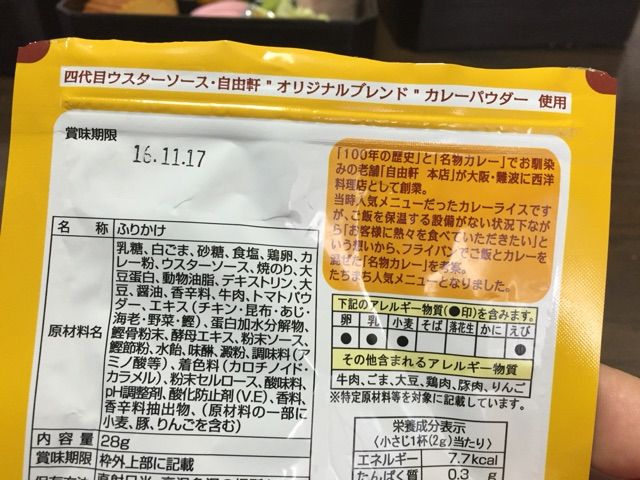 四代目ウスターソース・自由軒 " オリジナルブレンド " カレーパウダー 使用
賞味期限
16.11.17
「100年の歴史」と「名物カレー」でお馴染
みの老舗「自由軒 本店」が大阪・難波に西洋
料理店として創業。
当時人気メニューだったカレーライスです
が、ご飯を保温する設備がない状況下なが
ら「お客様に熱々を食べていただきたい」と
いう想いから、フライパンでご飯とカレーを
混ぜた「名物カレー」を考案。
たちまち人気メニューとなりました。
名 称 ふりかけ
原材料名
乳糖、白ごま、砂糖、食塩、鶏卵、カ
レー粉、ウスターソース、焼のり、大
豆蛋白、動物油脂、デキストリン、大
豆、醤油、香辛料、牛肉、トマトパウ
ダー、エキス(チキン・昆布・あじ・
海老・野菜・鰹)、蛋白加水分解物、
鰹骨粉末、酵母エキス、粉末ソース、
鰹節粉、水飴、味醂、澱粉、調味料(ア
ミノ酸等)、着色料(カロチノイド・
カラメル)、粉末セルロース、酸味料、
pH調整剤、酸化防止剤(V.E)、香料、
香辛料抽出物、(原材料の一部に
小麦、豚、りんごを含む)
内 容 量 28g
賞味期限 枠外上部に記載
下記のアレルギー物質(●印)を含みます。
卵 乳 小麦 そば 落花生 かに えび
● ● ● ●
その他含まれるアレルギー物質
牛肉、ごま、大豆、鶏肉、豚肉、りんご
※特定原材料等を対象に記載しています。
栄養成分表示
〈小さじ1杯(2g)当たり〉
エネルギー 7.7kcal
たんぱく質 0.3 g